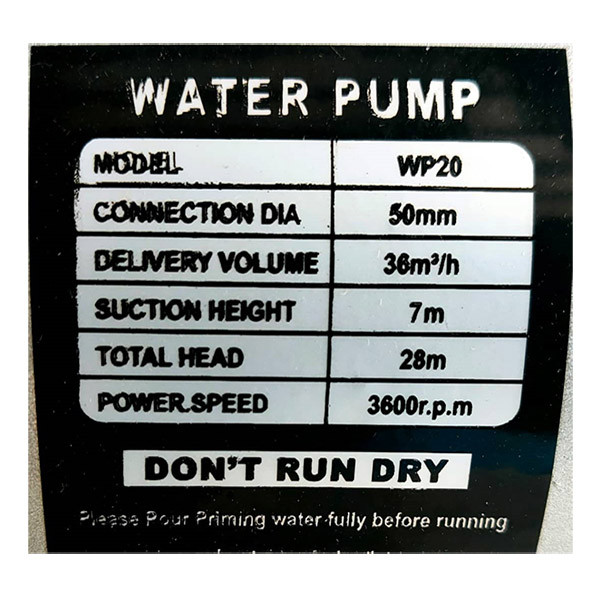 WATER PUMP
MODEL WP20
CONNECTION DIA 50mm
DELIVERY VOLUME 36m³/h
SUCTION HEIGHT 7m
TOTAL HEAD 28m
POWER.SPEED 3600r.p.m
DON'T RUN DRY
Please Pour Priming water fully before running